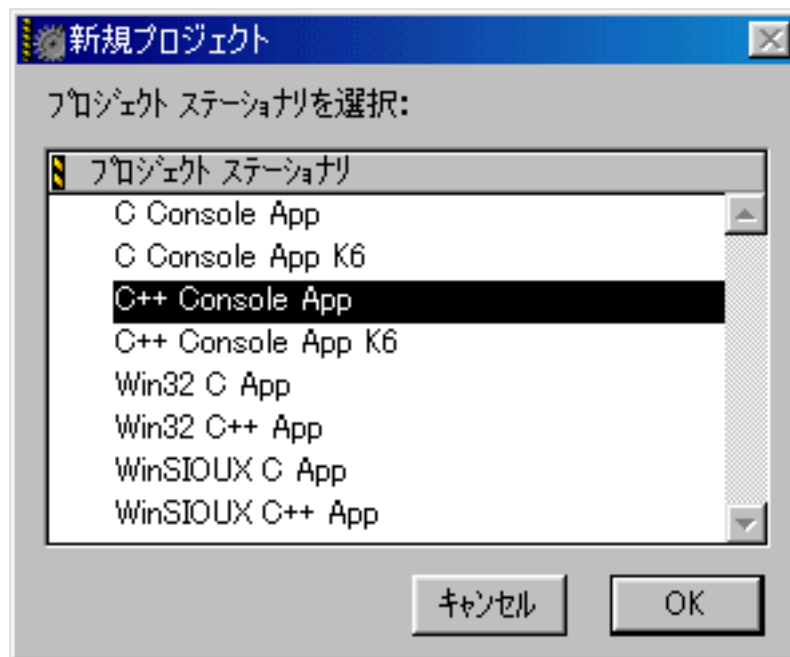 新規プロジェクト
ﾌﾟﾛｼﾞｪｸﾄ ｽﾃｰｼｮﾅﾘを選択:
ﾌﾟﾛｼﾞｪｸﾄ ｽﾃｰｼｮﾅﾘ
C Console App
C Console App K6
C++ Console App
C++ Console App K6
Win32 C App
Win32 C++ App
WinSIOUX C App
WinSIOUX C++ App
ｷｬﾝｾﾙ OK